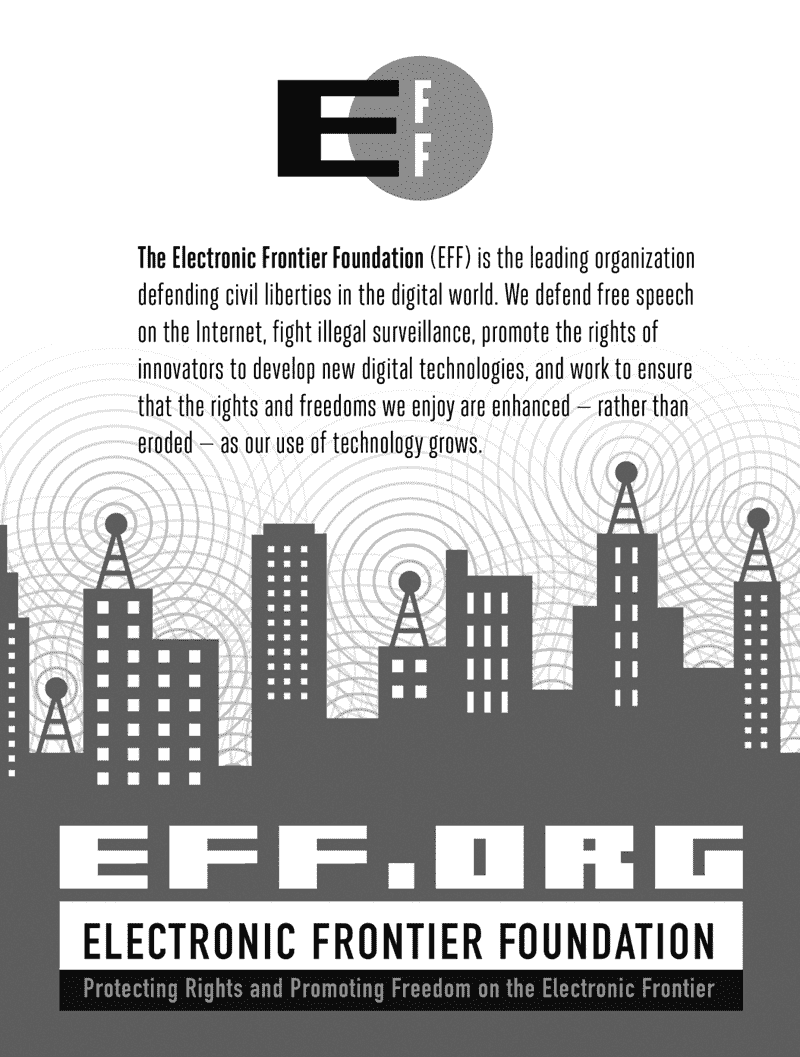 E F F
The Electronic Frontier Foundation (EFF) is the leading organization
defending civil liberties in the digital world. We defend free speech
on the Internet, fight illegal surveillance, promote the rights of
innovators to develop new digital technologies, and work to ensure
that the rights and freedoms we enjoy are enhanced – rather than
eroded – as our use of technology grows.
EFF.ORG
ELECTRONIC FRONTIER FOUNDATION
Protecting Rights and Promoting Freedom on the Electronic Frontier